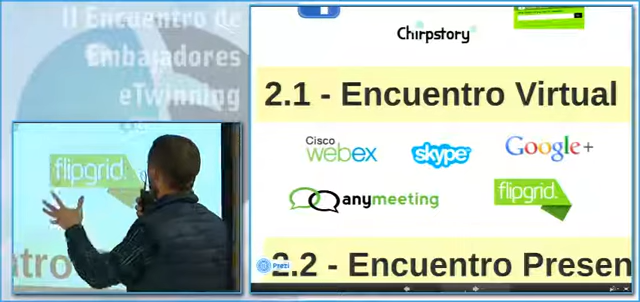 II Encuentro de
Embajadores
eTwinning
flipgrid.
Chirpstory
2.1 - Encuentro Virtual
Cisco
webex
skype
Google+
anymeeting
flipgrid.
Prezi
2.2 - Encuentro Presen